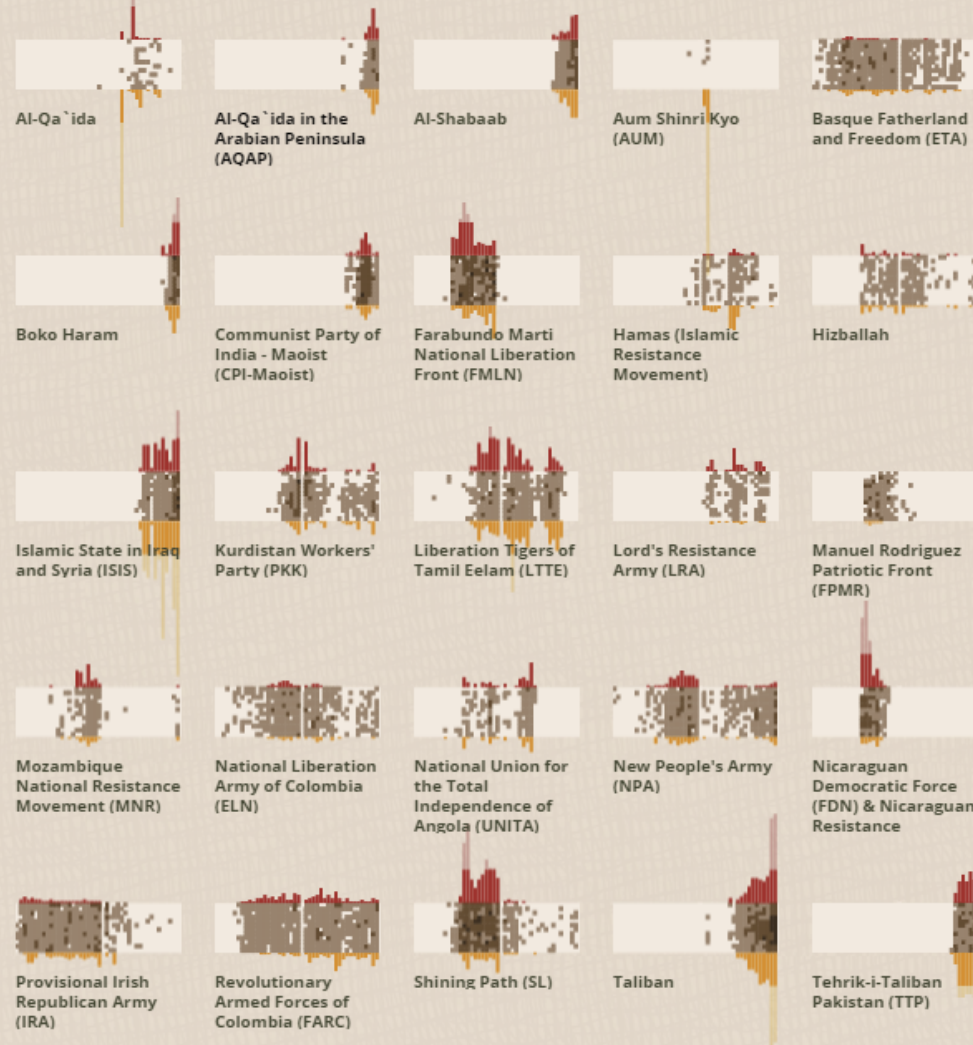 Al-Qa`ida
Al-Qa`ida in the
Arabian Peninsula
(AQAP)
Al-Shabaab
Aum Shinri Kyo
(AUM)
Basque Fatherland
and Freedom (ETA)
Boko Haram
Communist Party of
India - Maoist
(CPI-Maoist)
Farabundo Marti
National Liberation
Front (FMLN)
Hamas (Islamic
Resistance
Movement)
Hizballah
Islamic State in Iraq
and Syria (ISIS)
Kurdistan Workers'
Party (PKK)
Liberation Tigers of
Tamil Eelam (LTTE)
Lord's Resistance
Army (LRA)
Manuel Rodriguez
Patriotic Front
(FPMR)
Mozambique
National Resistance
Movement (MNR)
National Liberation
Army of Colombia
(ELN)
National Union for
the Total
Independence of
Angola (UNITA)
New People's Army
(NPA)
Nicaraguan
Democratic Force
(FDN) & Nicaraguan
Resistance
Provisional Irish
Republican Army
(IRA)
Revolutionary
Armed Forces of
Colombia (FARC)
Shining Path (SL)
Taliban
Tehrik-i-Taliban
Pakistan (TTP)